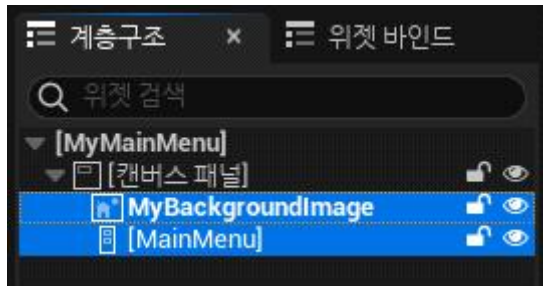 계층구조 × 위젯 바인드
위젯 검색
[MyMainMenu]
[캔버스 패널]
MyBackgroundImage
[MainMenu]